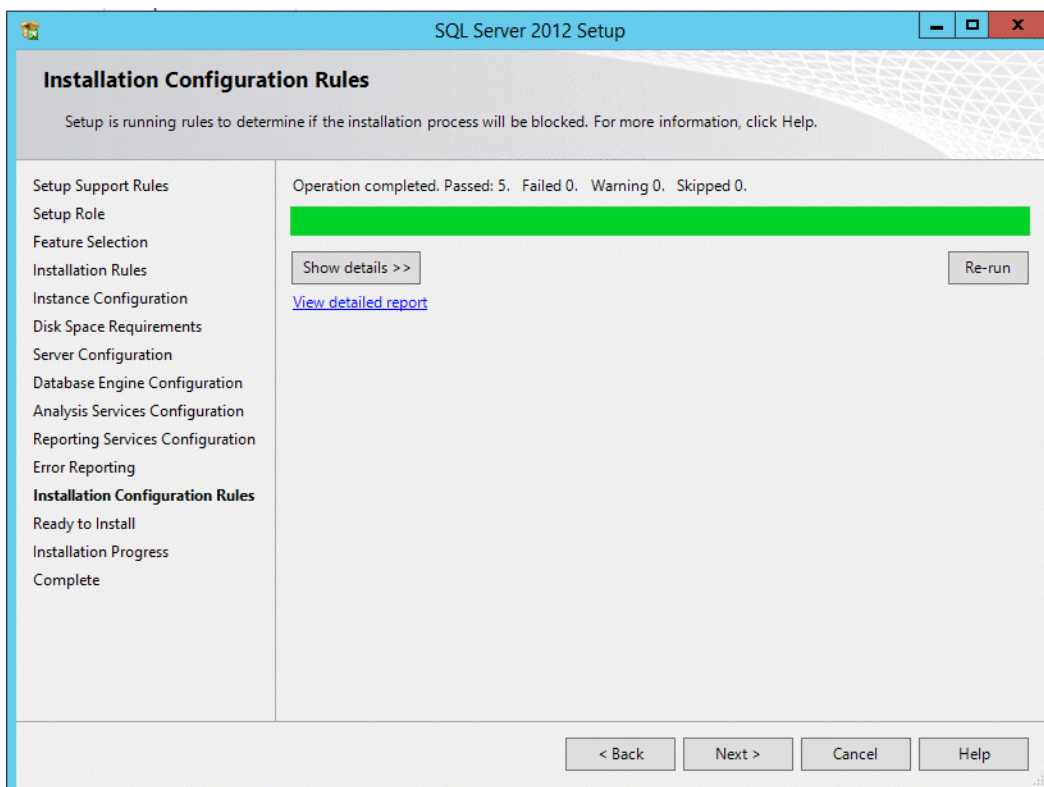 SQL Server 2012 Setup
Installation Configuration Rules
Setup is running rules to determine if the installation process will be blocked. For more information, click Help.
Setup Support Rules
Setup Role
Feature Selection
Installation Rules
Instance Configuration
Disk Space Requirements
Server Configuration
Database Engine Configuration
Analysis Services Configuration
Reporting Services Configuration
Error Reporting
Installation Configuration Rules
Ready to Install
Installation Progress
Complete
Operation completed. Passed: 5. Failed 0. Warning 0. Skipped 0.
Show details >> Re-run
View detailed report
< Back Next > Cancel Help